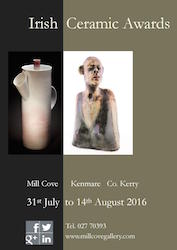 Irish Ceramic Awards
Mill Cove Kenmare Co. Kerry
31st July to 14th August 2016
Tel. 027 70393
www.millcovegallery.com